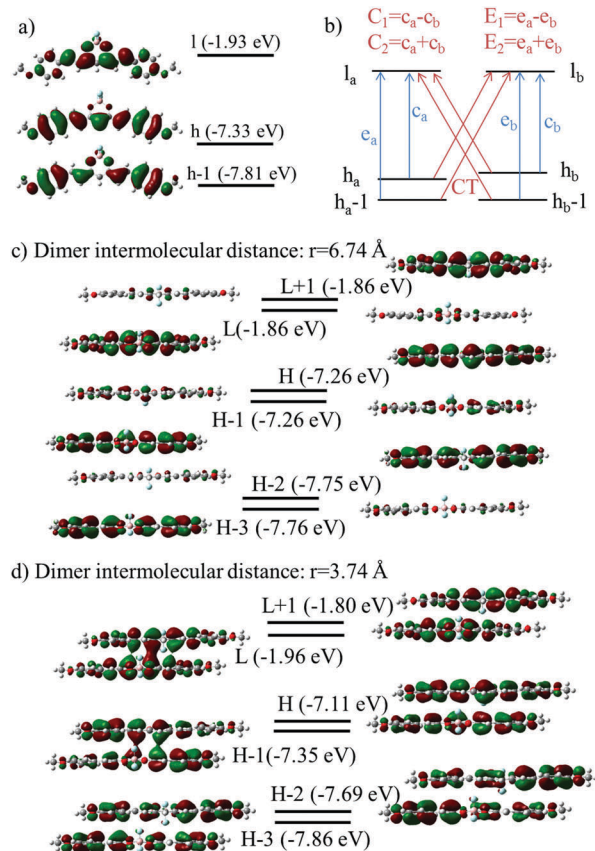 a)
l (-1.93 eV)
h (-7.33 eV)
h-1 (-7.81 eV)
b)
C1=ca-cb
C2=ca+cb
E1=ea-eb
E2=ea+eb
la
lb
ea
ca
eb
cb
ha
hb
CT
ha-1
hb-1
c) Dimer intermolecular distance: r=6.74 Å
L+1 (-1.86 eV)
L(-1.86 eV)
H (-7.26 eV)
H-1 (-7.26 eV)
H-2 (-7.75 eV)
H-3 (-7.76 eV)
d) Dimer intermolecular distance: r=3.74 Å
L+1 (-1.80 eV)
L (-1.96 eV)
H (-7.11 eV)
H-1(-7.35 eV)
H-2 (-7.69 eV)
H-3 (-7.86 eV)